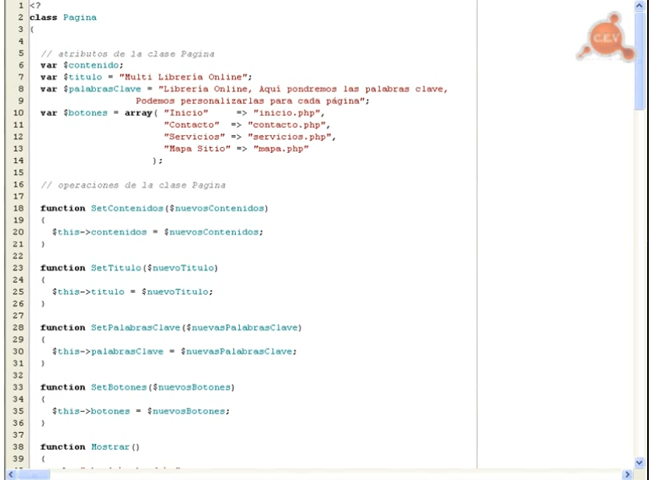 C.E.V
1 <?
2 class Pagina
3 {
4
5 // atributos de la clase Pagina
6 var $contenido;
7 var $titulo = "Multi Librería Online";
8 var $palabrasClave = "Librería Online, Aquí pondremos las palabras clave,
9 Podemos personalizarlas para cada página";
10 var $botones = array( "Inicio" => "inicio.php",
11 "Contacto" => "contacto.php",
12 "Servicios" => "servicios.php",
13 "Mapa Sitio" => "mapa.php"
14 );
15
16 // operaciones de la clase Pagina
17
18 function SetContenidos($nuevosContenidos)
19 {
20 $this->contenidos = $nuevosContenidos;
21 }
22
23 function SetTitulo($nuevoTitulo)
24 {
25 $this->titulo = $nuevoTitulo;
26 }
27
28 function SetPalabrasClave($nuevasPalabrasClave)
29 {
30 $this->palabrasClave = $nuevasPalabrasClave;
31 }
32
33 function SetBotones($nuevosBotones)
34 {
35 $this->botones = $nuevosBotones;
36 }
37
38 function Mostrar()
39 {